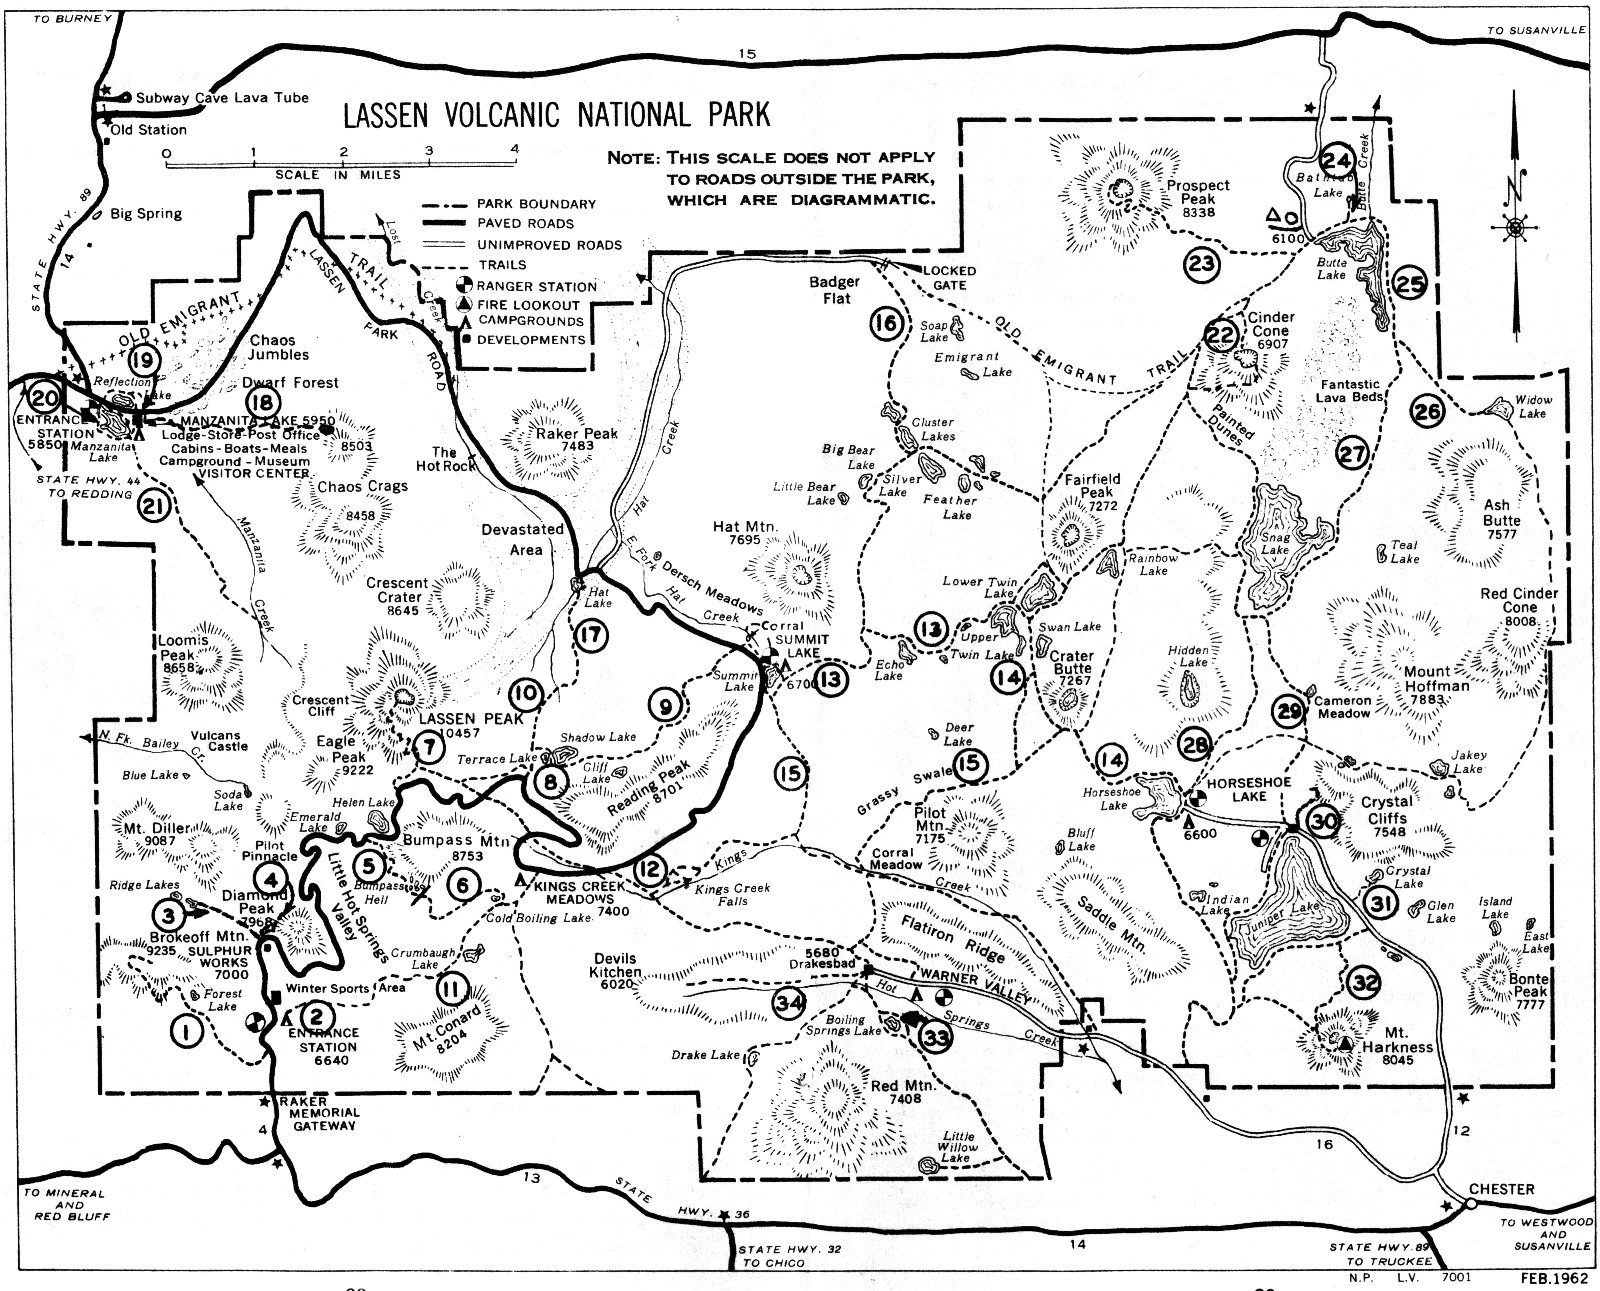 TO BURNEY
15
TO SUSANVILLE
Subway Cave Lava Tube
Old Station
LASSEN VOLCANIC NATIONAL PARK
0 1 2 3 4
SCALE IN MILES
NOTE: THIS SCALE DOES NOT APPLY
TO ROADS OUTSIDE THE PARK,
WHICH ARE DIAGRAMMATIC.
PARK BOUNDARY
PAVED ROADS
UNIMPROVED ROADS
TRAILS
RANGER STATION
FIRE LOOKOUT
CAMPGROUNDS
DEVELOPMENTS
N
STATE HWY. 89
14
Big Spring
Lost
Creek
OLD EMIGRANT
TRAIL
LASSEN
PARK
ROAD
Prospect
Peak
8338
24
Bathtub
Lake
Butte Creek
6100
Butte
Lake
23
25
Badger
Flat
LOCKED
GATE
16
Soap
Lake
Emigrant
Lake
OLD
EMIGRANT
TRAIL
22
Cinder
Cone
6907
Painted
Dunes
Fantastic
Lava Beds
26
Widow
Lake
27
Chaos
Jumbles
19
Reflection
Lake
Dwarf Forest
18
20
ENTRANCE
STATION
5850
Manzanita
Lake
MANZANITA LAKE 5950
Lodge-Store-Post Office
Cabins-Boats-Meals
Campground-Museum
VISITOR CENTER
8503
STATE HWY. 44
TO REDDING
21
Chaos Crags
8458
Manzanita
Creek
The
Hot Rock
Raker Peak
7483
Hat
Creek
Devastated
Area
Crescent
Crater
8645
Hat
Lake
E. Fork
Hat
Creek
Dersch Meadows
Hat Mtn.
7695
Cluster
Lakes
Big Bear
Lake
Little Bear
Lake
Silver
Lake
Feather
Lake
Fairfield
Peak
7272
Snag
Lake
Teal
Lake
Ash
Butte
7577
Rainbow
Lake
Lower Twin
Lake
Red Cinder
Cone
8008
Loomis
Peak
8658
17
Corral
SUMMIT
LAKE
6700
Summit
Lake
13
13
Echo
Lake
Upper
Twin Lake
Swan Lake
14
Crater
Butte
7267
Hidden
Lake
Mount
Hoffman
7883
Cameron
Meadow
29
28
Crescent
Cliff
LASSEN PEAK
10457
10
9
7
N. Fk. Bailey Cr.
Vulcans
Castle
Eagle
Peak
9222
Blue Lake
Soda
Lake
Terrace Lake
Shadow Lake
8
Cliff
Lake
Reading Peak
8701
15
Deer
Lake
15
Grassy Swale
14
Horseshoe
Lake
HORSESHOE
LAKE
6600
Jakey
Lake
Helen Lake
Emerald
Lake
Mt. Diller
9087
Pilot
Pinnacle
4
Little Hot Springs
Valley
5
Bumpass Mtn
8753
Bumpass
Hell
6
12
KINGS CREEK
MEADOWS
7400
Kings
Creek
Kings Creek
Falls
Pilot
Mtn.
7175
Corral
Meadow
Bluff
Lake
30
Crystal
Cliffs
7548
Ridge Lakes
3
Diamond
Peak
7968
Brokeoff Mtn.
9235
SULPHUR
WORKS
7000
Cold Boiling Lake
Crumbaugh
Lake
Forest
Lake
Winter Sports Area
1
2
ENTRANCE
STATION
6640
11
Mt. Conard
8204
Devils
Kitchen
6020
5680
Drakesbad
Flatiron Ridge
WARNER VALLEY
Saddle Mtn.
Indian
Lake
Juniper Lake
Crystal
Lake
31
Glen
Lake
Island
Lake
East
Lake
Bonte
Peak
7777
34
Hot
Springs
Creek
Boiling
Springs Lake
33
Drake Lake
32
Mt.
Harkness
8045
Red Mtn.
7408
Little
Willow
Lake
RAKER
MEMORIAL
GATEWAY
4
12
16
13
STATE
HWY. 36
14
CHESTER
TO MINERAL
AND
RED BLUFF
STATE HWY. 32
TO CHICO
STATE HWY. 89
TO TRUCKEE
TO WESTWOOD
AND
SUSANVILLE
N.P. L.V. 7001 FEB. 1962